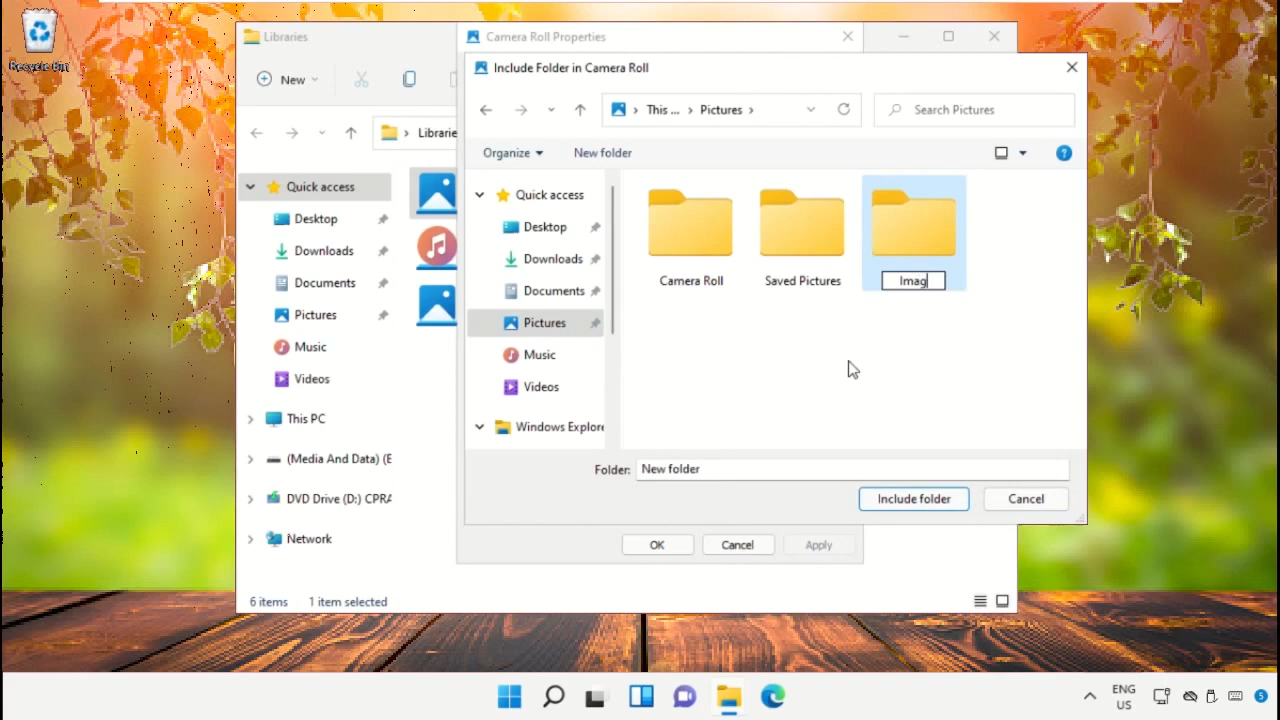 Recycle Bin
Libraries
Camera Roll Properties
New
Libraries
Quick access
Desktop
Downloads
Documents
Pictures
Music
Videos
This PC
(Media And Data) (E
DVD Drive (D:) CPRA
Network
6 items 1 item selected
OK Cancel Apply
Include Folder in Camera Roll
This ... Pictures
Search Pictures
Organize New folder
Quick access
Desktop
Downloads
Documents
Pictures
Music
Videos
Windows Explore
Camera Roll
Saved Pictures
Imag
Folder: New folder
Include folder Cancel
ENG
US
5